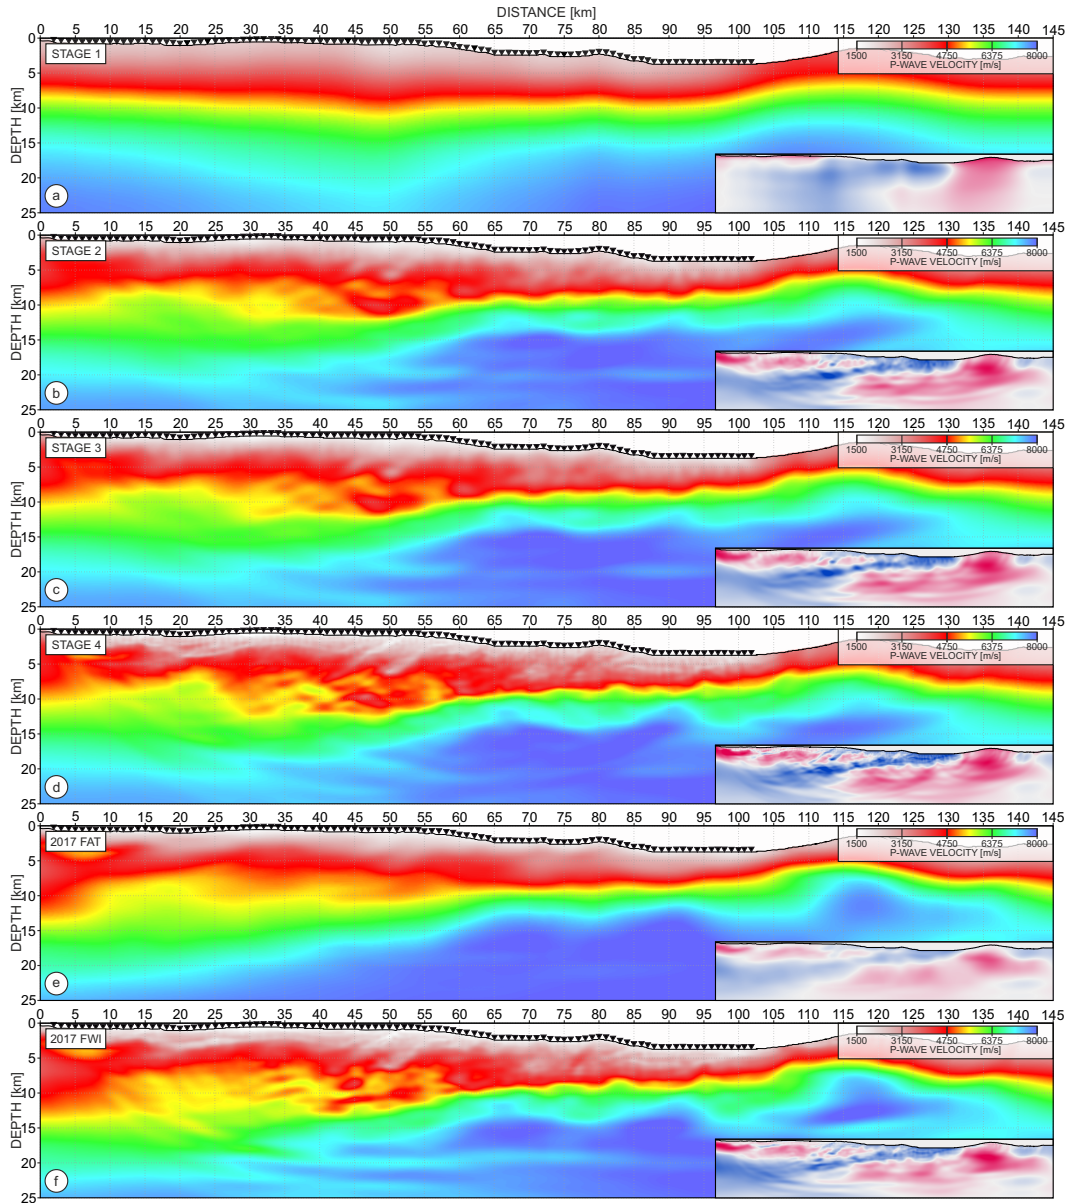 DISTANCE [km]
0 5 10 15 20 25 30 35 40 45 50 55 60 65 70 75 80 85 90 95 100 105 110 115 120 125 130 135 140 145
0
5
10
15
20
25
DEPTH [km]
STAGE 1
1500 3150 4750 6375 8000
P-WAVE VELOCITY [m/s]
a
0 5 10 15 20 25 30 35 40 45 50 55 60 65 70 75 80 85 90 95 100 105 110 115 120 125 130 135 140 145
0
5
10
15
20
25
DEPTH [km]
STAGE 2
1500 3150 4750 6375 8000
P-WAVE VELOCITY [m/s]
b
0 5 10 15 20 25 30 35 40 45 50 55 60 65 70 75 80 85 90 95 100 105 110 115 120 125 130 135 140 145
0
5
10
15
20
25
DEPTH [km]
STAGE 3
1500 3150 4750 6375 8000
P-WAVE VELOCITY [m/s]
c
0 5 10 15 20 25 30 35 40 45 50 55 60 65 70 75 80 85 90 95 100 105 110 115 120 125 130 135 140 145
0
5
10
15
20
25
DEPTH [km]
STAGE 4
1500 3150 4750 6375 8000
P-WAVE VELOCITY [m/s]
d
0 5 10 15 20 25 30 35 40 45 50 55 60 65 70 75 80 85 90 95 100 105 110 115 120 125 130 135 140 145
0
5
10
15
20
25
DEPTH [km]
2017 FAT
1500 3150 4750 6375 8000
P-WAVE VELOCITY [m/s]
e
0 5 10 15 20 25 30 35 40 45 50 55 60 65 70 75 80 85 90 95 100 105 110 115 120 125 130 135 140 145
0
5
10
15
20
25
DEPTH [km]
2017 FWI
1500 3150 4750 6375 8000
P-WAVE VELOCITY [m/s]
f